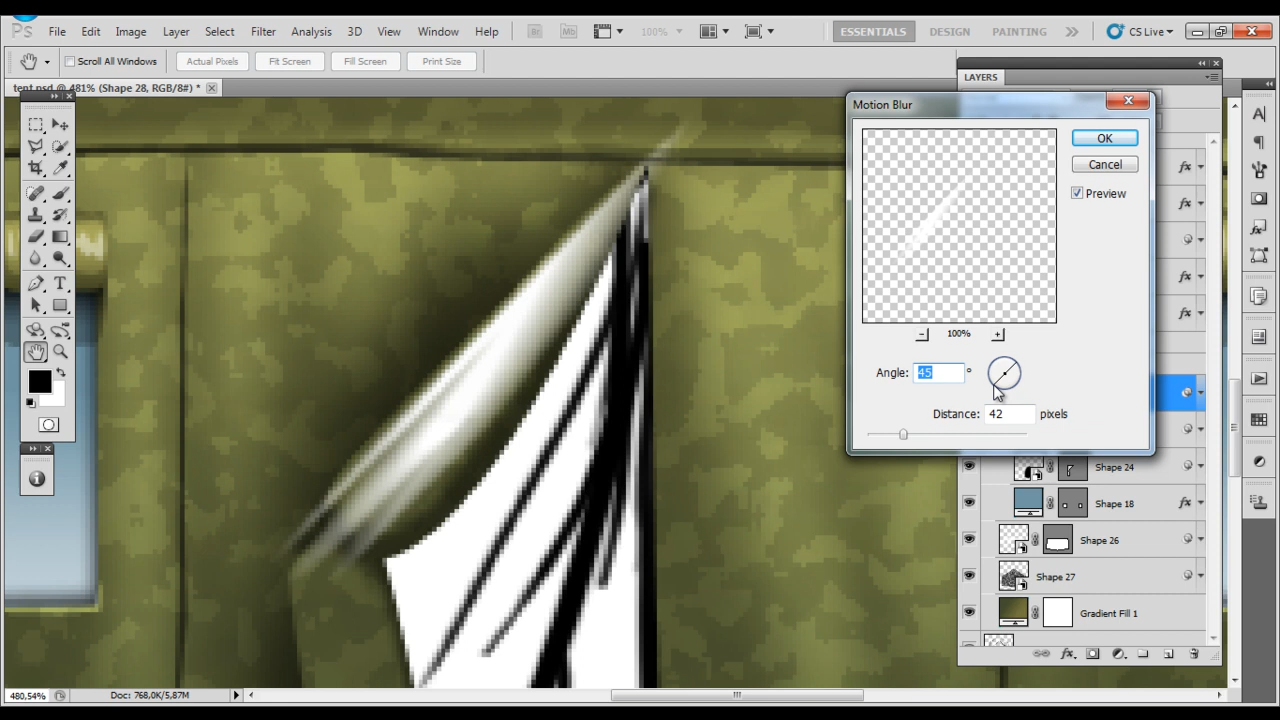 Ps File Edit Image Layer Select Filter Analysis 3D View Window Help Br Mb 100% ESSENTIALS DESIGN PAINTING CS Live
Scroll All Windows Actual Pixels Fit Screen Fill Screen Print Size
tent.psd @ 481% (Shape 28, RGB/8#) *
LAYERS
Motion Blur
OK
Cancel
Preview
100%
Angle: 45 °
Distance: 42 pixels
Shape 24
Shape 18
Shape 26
Shape 27
Gradient Fill 1
480,54% Doc: 768,0K/5,87M